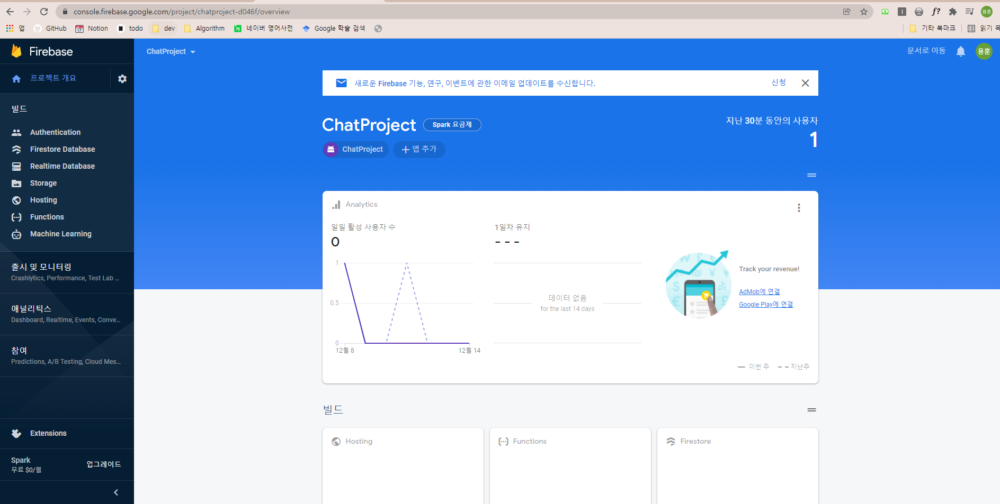 console.firebase.google.com/project/chatproject-d046f/overview
앱 GitHub Notion todo dev Algorithm 네이버 영어사전 Google 학술 검색 기타 북마크 읽기 목
Firebase
ChatProject
문서로 이동
용훈
용훈
프로젝트 개요
새로운 Firebase 기능, 연구, 이벤트에 관한 이메일 업데이트를 수신합니다.
신청
빌드
Authentication
Firestore Database
Realtime Database
Storage
Hosting
Functions
Machine Learning
출시 및 모니터링
Crashlytics, Performance, Test Lab ...
애널리틱스
Dashboard, Realtime, Events, Conve...
참여
Predictions, A/B Testing, Cloud Mes...
Extensions
Spark
무료 $0/월
업그레이드
ChatProject
Spark 요금제
지난 30분 동안의 사용자
1
ChatProject
앱 추가
Analytics
일일 활성 사용자 수
0
1
0.5
0
12월 8
12월 14
1일차 유지
- - -
데이터 없음
for the last 14 days
Track your revenue!
AdMob에 연결
Google Play에 연결
이번 주
지난주
빌드
Hosting
Functions
Firestore